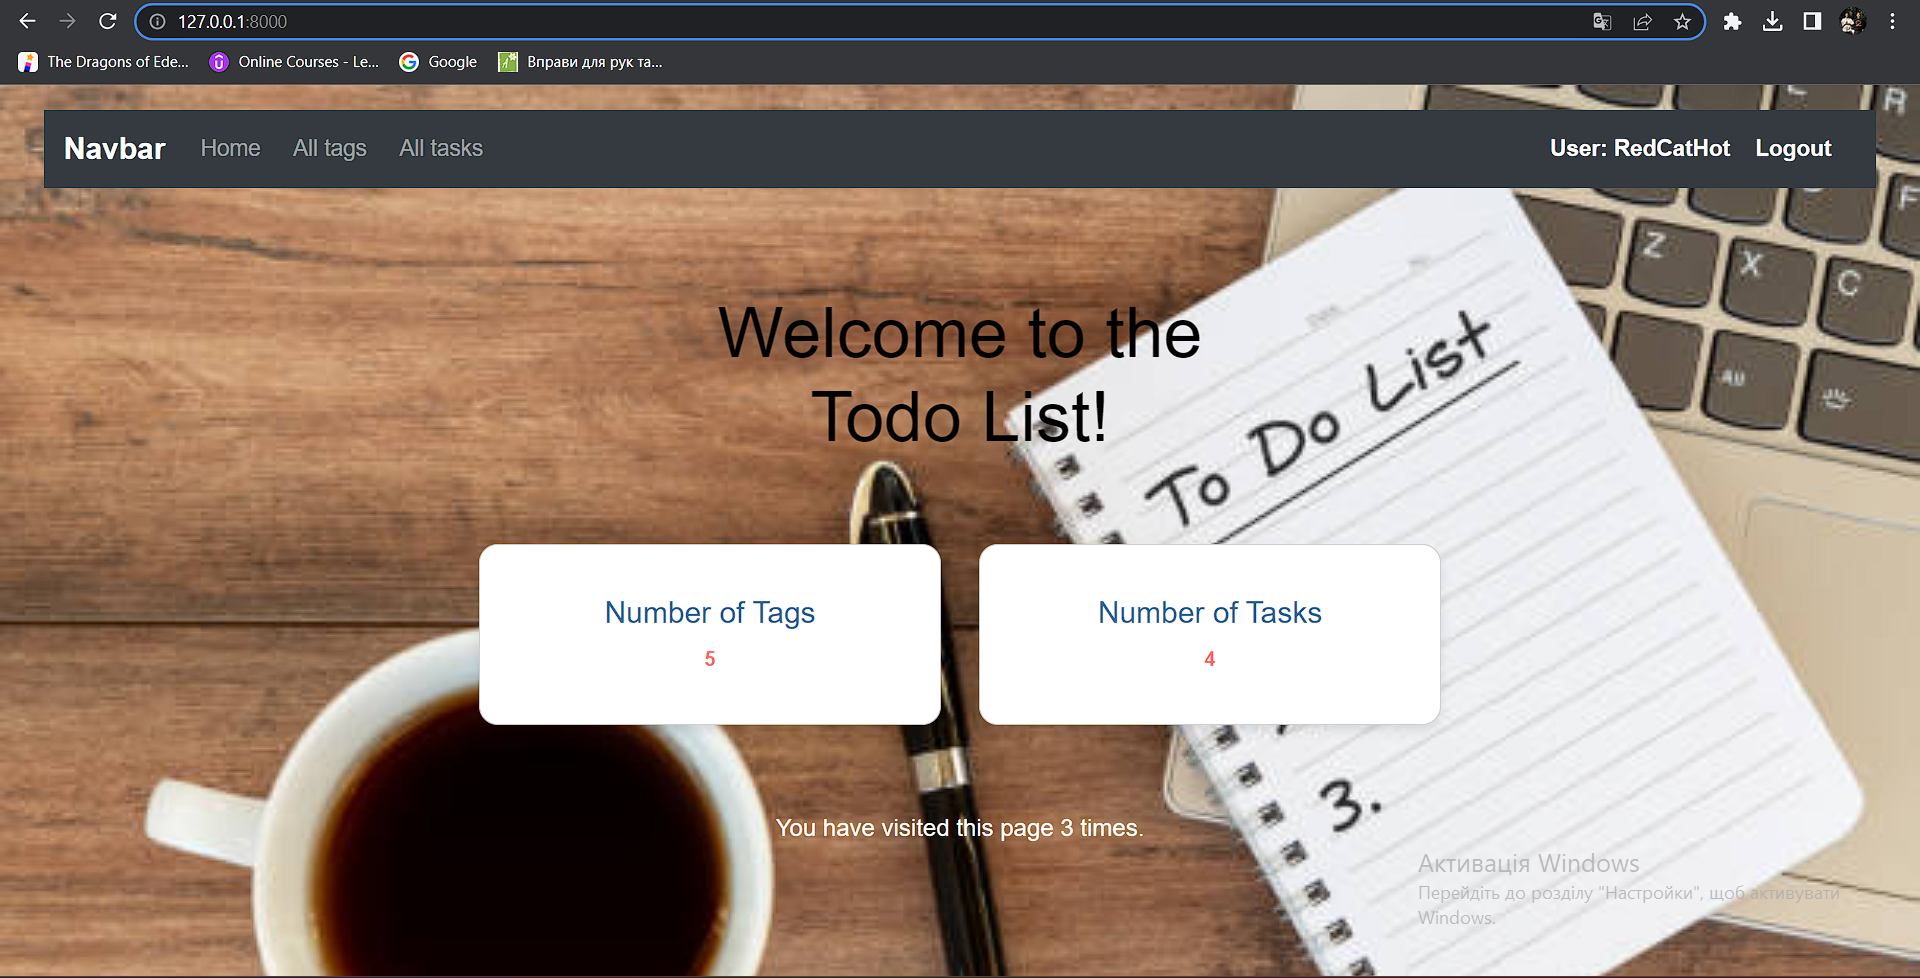 127.0.0.1:8000
The Dragons of Ede...
Online Courses - Le...
Google
Вправи для рук та...
Navbar
Home
All tags
All tasks
User: RedCatHot
Logout
Welcome to the
Todo List!
To Do List
Z
X
C
R
F
Alt
Number of Tags
5
Number of Tasks
4
3.
You have visited this page 3 times.
Активація Windows
Перейдіть до розділу "Настройки", щоб активувати
Windows.